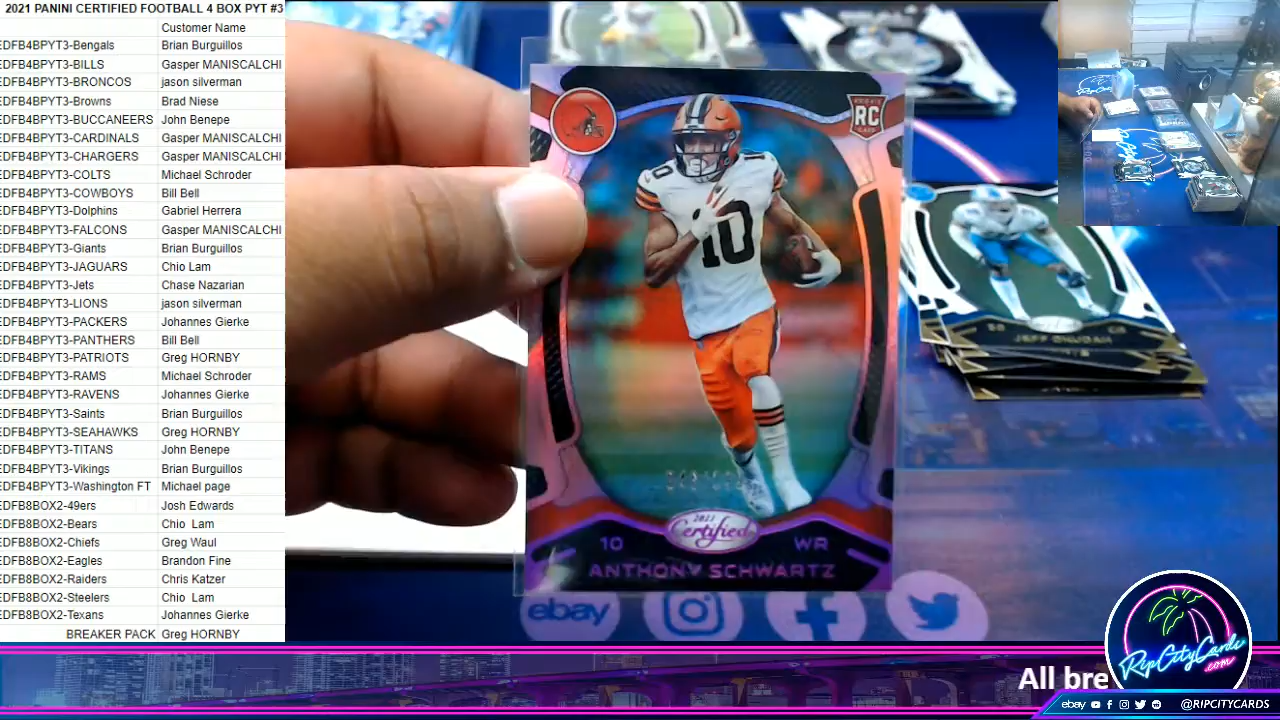 2021 PANINI CERTIFIED FOOTBALL 4 BOX PYT #3
Customer Name
EDFB4BPYT3-Bengals Brian Burguillos
EDFB4BPYT3-BILLS Gasper MANISCALCHI
EDFB4BPYT3-BRONCOS jason silverman
EDFB4BPYT3-Browns Brad Niese
EDFB4BPYT3-BUCCANEERS John Benepe
EDFB4BPYT3-CARDINALS Gasper MANISCALCHI
EDFB4BPYT3-CHARGERS Gasper MANISCALCHI
EDFB4BPYT3-COLTS Michael Schroder
EDFB4BPYT3-COWBOYS Bill Bell
EDFB4BPYT3-Dolphins Gabriel Herrera
EDFB4BPYT3-FALCONS Gasper MANISCALCHI
EDFB4BPYT3-Giants Brian Burguillos
EDFB4BPYT3-JAGUARS Chio Lam
EDFB4BPYT3-Jets Chase Nazarian
EDFB4BPYT3-LIONS jason silverman
EDFB4BPYT3-PACKERS Johannes Gierke
EDFB4BPYT3-PANTHERS Bill Bell
EDFB4BPYT3-PATRIOTS Greg HORNBY
EDFB4BPYT3-RAMS Michael Schroder
EDFB4BPYT3-RAVENS Johannes Gierke
EDFB4BPYT3-Saints Brian Burguillos
EDFB4BPYT3-SEAHAWKS Greg HORNBY
EDFB4BPYT3-TITANS John Benepe
EDFB4BPYT3-Vikings Brian Burguillos
EDFB4BPYT3-Washington FT Michael page
EDFB8BOX2-49ers Josh Edwards
EDFB8BOX2-Bears Chio Lam
EDFB8BOX2-Chiefs Greg Waul
EDFB8BOX2-Eagles Brandon Fine
EDFB8BOX2-Raiders Chris Katzer
EDFB8BOX2-Steelers Chio Lam
EDFB8BOX2-Texans Johannes Gierke
BREAKER PACK Greg HORNBY
RC
10
10
2021
Certified
10 WR
ANTHONY SCHWARTZ
JEFF OKUDAH
CB
ebay
All bre
RipCityCards
.com
ebay @RIPCITYCARDS